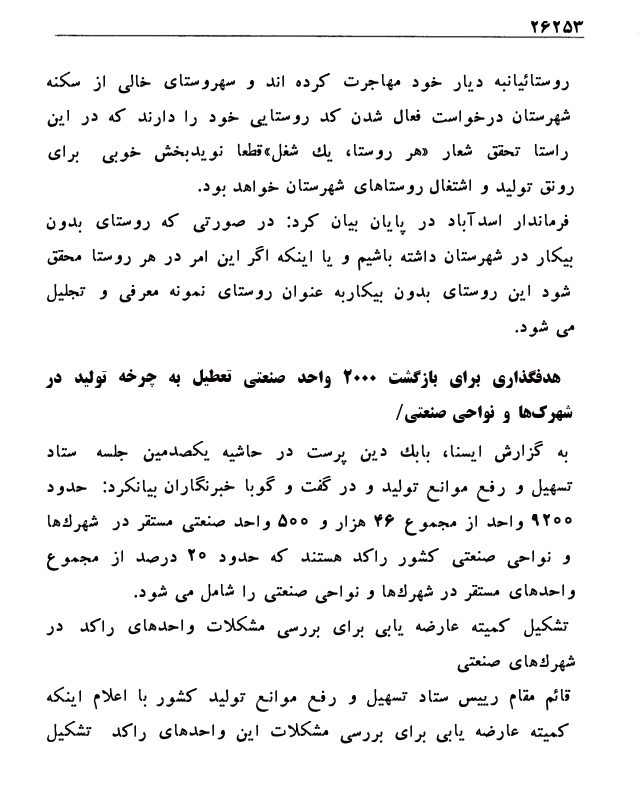 ۲۶۲۵۳
روستائیانبه دیار خود مهاجرت کرده اند و سهروستای خالی از سکنه
شهرستان درخواست فعال شدن کد روستایی خود را دارند که در این
راستا تحقق شعار «هر روستا، یك شغل»قطعا نویدبخش خوبی برای
رونق تولید و اشتغال روستاهای شهرستان خواهد بود.
فرماندار اسدآباد در پایان بیان کرد: در صورتی که روستای بدون
بیکار در شهرستان داشته باشیم و یا اینکه اگر این امر در هر روستا محقق
شود این روستای بدون بیکاربه عنوان روستای نمونه معرفی و تجلیل
می شود.
هدفگذاری برای بازگشت ۲۰۰۰ واحد صنعتی تعطیل به چرخه تولید در
شهرک‌ها و نواحی صنعتی/
به گزارش ایسنا، بابك دین پرست در حاشیه یکصدمین جلسه ستاد
تسهیل و رفع موانع تولید و در گفت و گوبا خبرنگاران بیانکرد: حدود
۹۲۰۰ واحد از مجموع ۴۶ هزار و ۵۰۰ واحد صنعتی مستقر در شهرك‌ها
و نواحی صنعتی کشور راکد هستند که حدود ۲۰ درصد از مجموع
واحدهای مستقر در شهرك‌ها و نواحی صنعتی را شامل می شود.
تشکیل کمیته عارضه یابی برای بررسی مشکلات واحدهای راکد در
شهرك‌های صنعتی
قائم مقام رییس ستاد تسهیل و رفع موانع تولید کشور با اعلام اینکه
کمیته عارضه یابی برای بررسی مشکلات این واحدهای راکد تشکیل